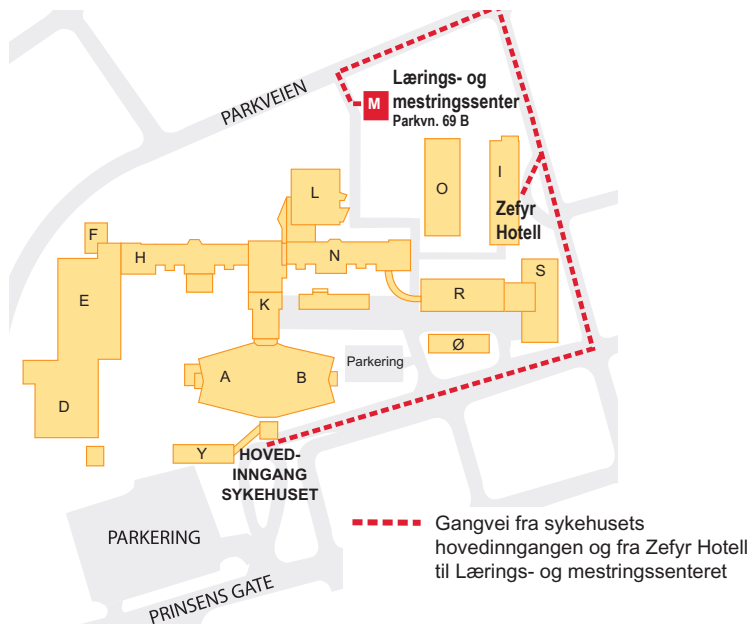 PARKVEIEN
M
Lærings- og
mestringssenter
Parkvn. 69 B
L
O
I
Zefyr
Hotell
F
H
N
E
K
R
S
Parkering
Ø
A
B
D
Y
HOVED-
INNGANG
SYKEHUSET
PARKERING
PRINSENS GATE
Gangvei fra sykehusets
hovedinngangen og fra Zefyr Hotell
til Lærings- og mestringssenteret